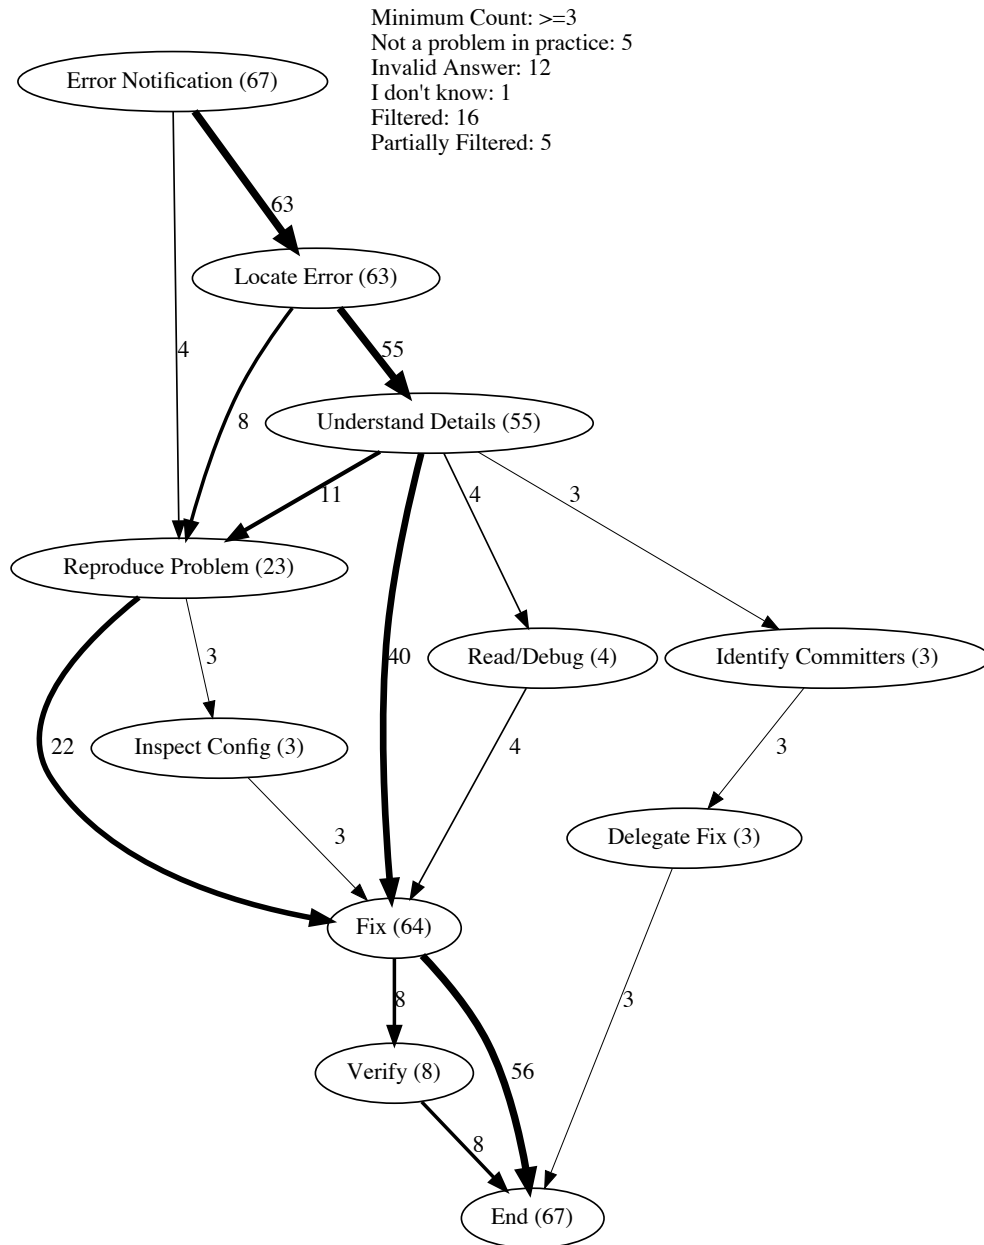 Minimum Count: >=3
Not a problem in practice: 5
Invalid Answer: 12
I don't know: 1
Filtered: 16
Partially Filtered: 5
Error Notification (67)
63
Locate Error (63)
4
55
8
Understand Details (55)
11
4
3
Reproduce Problem (23)
3
40
Read/Debug (4)
Identify Committers (3)
22
Inspect Config (3)
4
3
3
Delegate Fix (3)
Fix (64)
8
3
Verify (8)
56
8
End (67)